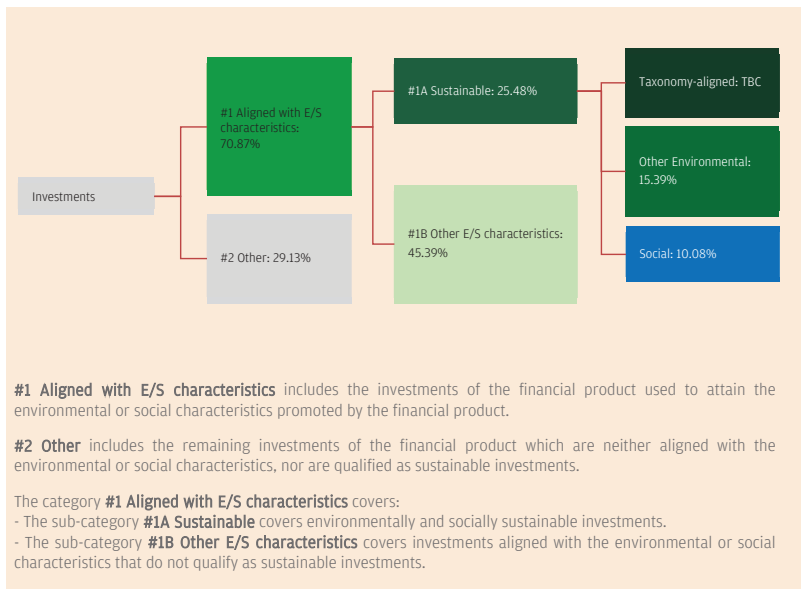 Investments
#1 Aligned with E/S
characteristics:
70.87%
#2 Other: 29.13%
#1A Sustainable: 25.48%
#1B Other E/S characteristics:
45.39%
Taxonomy-aligned: TBC
Other Environmental:
15.39%
Social: 10.08%
#1 Aligned with E/S characteristics includes the investments of the financial product used to attain the
environmental or social characteristics promoted by the financial product.
#2 Other includes the remaining investments of the financial product which are neither aligned with the
environmental or social characteristics, nor are qualified as sustainable investments.
The category #1 Aligned with E/S characteristics covers:
- The sub-category #1A Sustainable covers environmentally and socially sustainable investments.
- The sub-category #1B Other E/S characteristics covers investments aligned with the environmental or social
characteristics that do not qualify as sustainable investments.